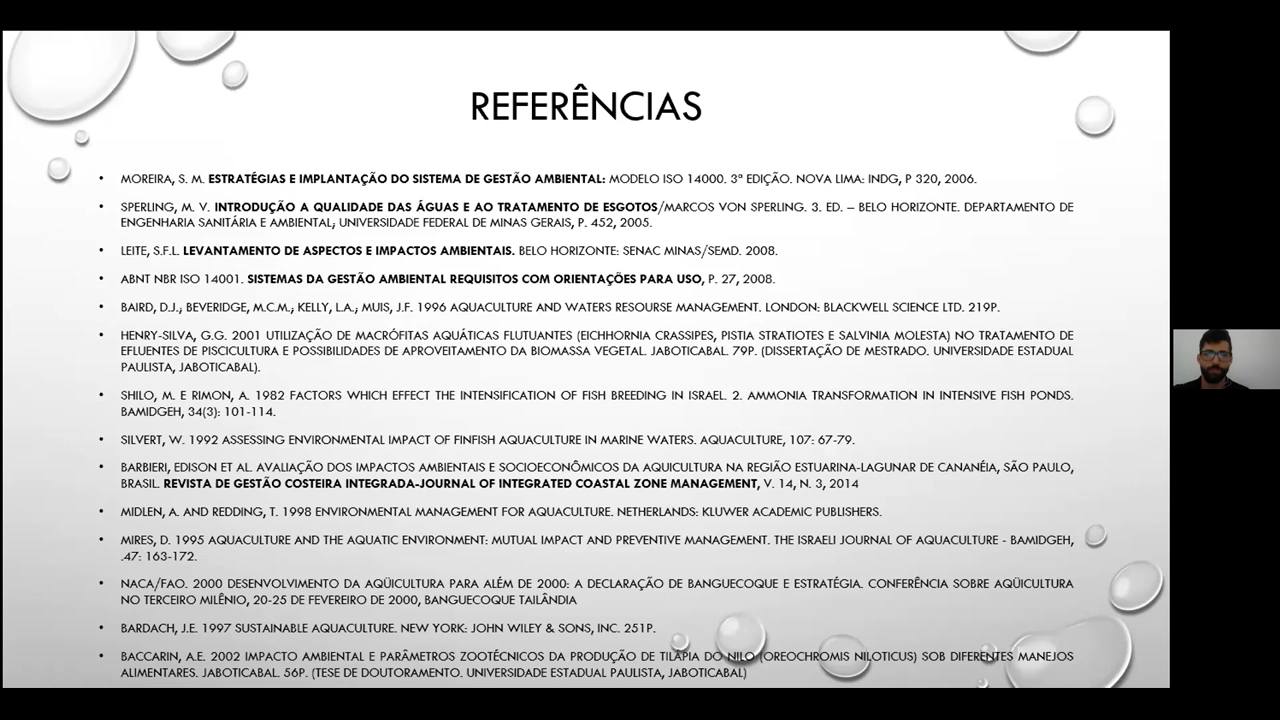 REFERÊNCIAS
• MOREIRA, S. M. ESTRATÉGIAS E IMPLANTAÇÃO DO SISTEMA DE GESTÃO AMBIENTAL: MODELO ISO 14000. 3ª EDIÇÃO. NOVA LIMA: INDG, P 320, 2006.
• SPERLING, M. V. INTRODUÇÃO A QUALIDADE DAS ÁGUAS E AO TRATAMENTO DE ESGOTOS/MARCOS VON SPERLING. 3. ED. – BELO HORIZONTE. DEPARTAMENTO DE
ENGENHARIA SANITÁRIA E AMBIENTAL; UNIVERSIDADE FEDERAL DE MINAS GERAIS, P. 452, 2005.
• LEITE, S.F.L. LEVANTAMENTO DE ASPECTOS E IMPACTOS AMBIENTAIS. BELO HORIZONTE: SENAC MINAS/SEMD. 2008.
• ABNT NBR ISO 14001. SISTEMAS DA GESTÃO AMBIENTAL REQUISITOS COM ORIENTAÇÕES PARA USO, P. 27, 2008.
• BAIRD, D.J.; BEVERIDGE, M.C.M.; KELLY, L.A.; MUIS, J.F. 1996 AQUACULTURE AND WATERS RESOURSE MANAGEMENT. LONDON: BLACKWELL SCIENCE LTD. 219P.
• HENRY-SILVA, G.G. 2001 UTILIZAÇÃO DE MACRÓFITAS AQUÁTICAS FLUTUANTES (EICHHORNIA CRASSIPES, PISTIA STRATIOTES E SALVINIA MOLESTA) NO TRATAMENTO DE
EFLUENTES DE PISCICULTURA E POSSIBILIDADES DE APROVEITAMENTO DA BIOMASSA VEGETAL. JABOTICABAL. 79P. (DISSERTAÇÃO DE MESTRADO. UNIVERSIDADE ESTADUAL
PAULISTA, JABOTICABAL).
• SHILO, M. E RIMON, A. 1982 FACTORS WHICH EFFECT THE INTENSIFICATION OF FISH BREEDING IN ISRAEL. 2. AMMONIA TRANSFORMATION IN INTENSIVE FISH PONDS.
BAMIDGEH, 34(3): 101-114.
• SILVERT, W. 1992 ASSESSING ENVIRONMENTAL IMPACT OF FINFISH AQUACULTURE IN MARINE WATERS. AQUACULTURE, 107: 67-79.
• BARBIERI, EDISON ET AL. AVALIAÇÃO DOS IMPACTOS AMBIENTAIS E SOCIOECONÔMICOS DA AQUICULTURA NA REGIÃO ESTUARINA-LAGUNAR DE CANANÉIA, SÃO PAULO,
BRASIL. REVISTA DE GESTÃO COSTEIRA INTEGRADA-JOURNAL OF INTEGRATED COASTAL ZONE MANAGEMENT, V. 14, N. 3, 2014
• MIDLEN, A. AND REDDING, T. 1998 ENVIRONMENTAL MANAGEMENT FOR AQUACULTURE. NETHERLANDS: KLUWER ACADEMIC PUBLISHERS.
• MIRES, D. 1995 AQUACULTURE AND THE AQUATIC ENVIRONMENT: MUTUAL IMPACT AND PREVENTIVE MANAGEMENT. THE ISRAELI JOURNAL OF AQUACULTURE - BAMIDGEH,
.47: 163-172.
• NACA/FAO. 2000 DESENVOLVIMENTO DA AQÜICULTURA PARA ALÉM DE 2000: A DECLARAÇÃO DE BANGUECOQUE E ESTRATÉGIA. CONFERÊNCIA SOBRE AQÜICULTURA
NO TERCEIRO MILÊNIO, 20-25 DE FEVEREIRO DE 2000, BANGUECOQUE TAILÂNDIA
• BARDACH, J.E. 1997 SUSTAINABLE AQUACULTURE. NEW YORK: JOHN WILEY & SONS, INC. 251P.
• BACCARIN, A.E. 2002 IMPACTO AMBIENTAL E PARÂMETROS ZOOTÉCNICOS DA PRODUÇÃO DE TILÁPIA DO NILO (OREOCHROMIS NILOTICUS) SOB DIFERENTES MANEJOS
ALIMENTARES. JABOTICABAL. 56P. (TESE DE DOUTORAMENTO. UNIVERSIDADE ESTADUAL PAULISTA, JABOTICABAL)